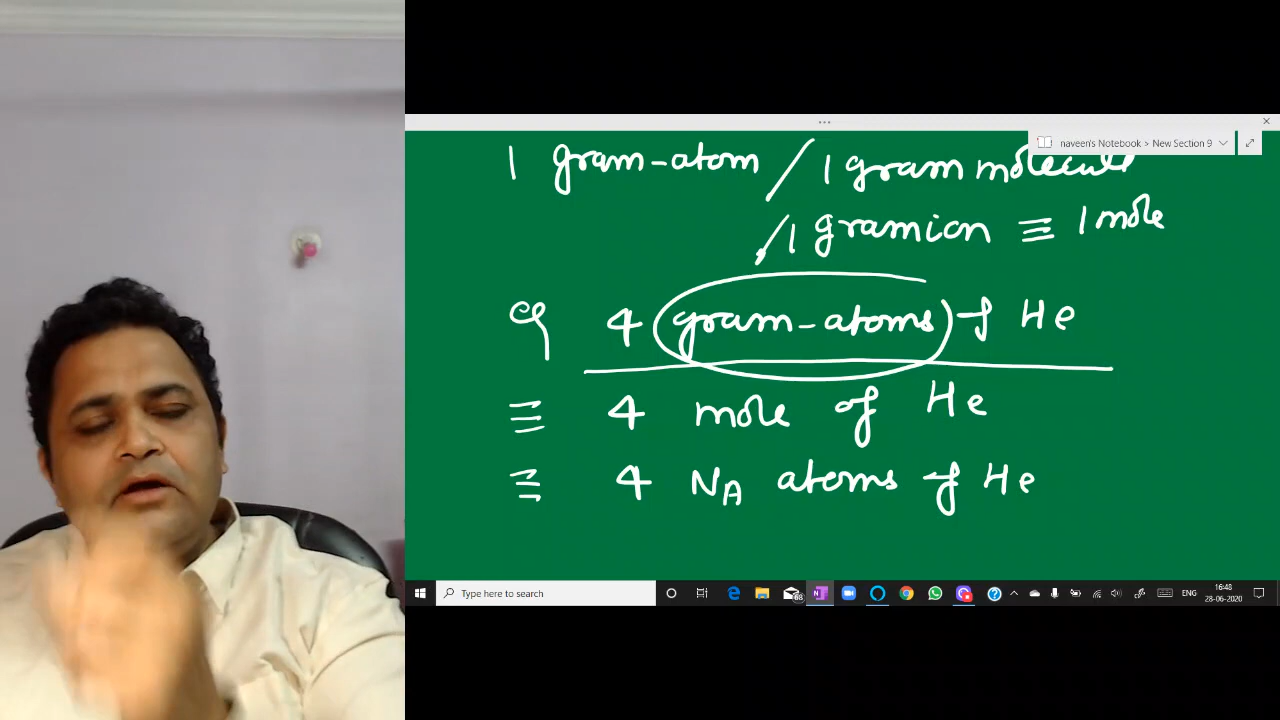 naveen's Notebook > New Section 9
1 gram-atom / 1 gram molecule
/ 1 gramion ≡ 1 mole
eg 4 gram-atoms of He
≡ 4 mole of He
≡ 4 NA atoms of He
Type here to search
68
ENG
16:48
28-06-2020